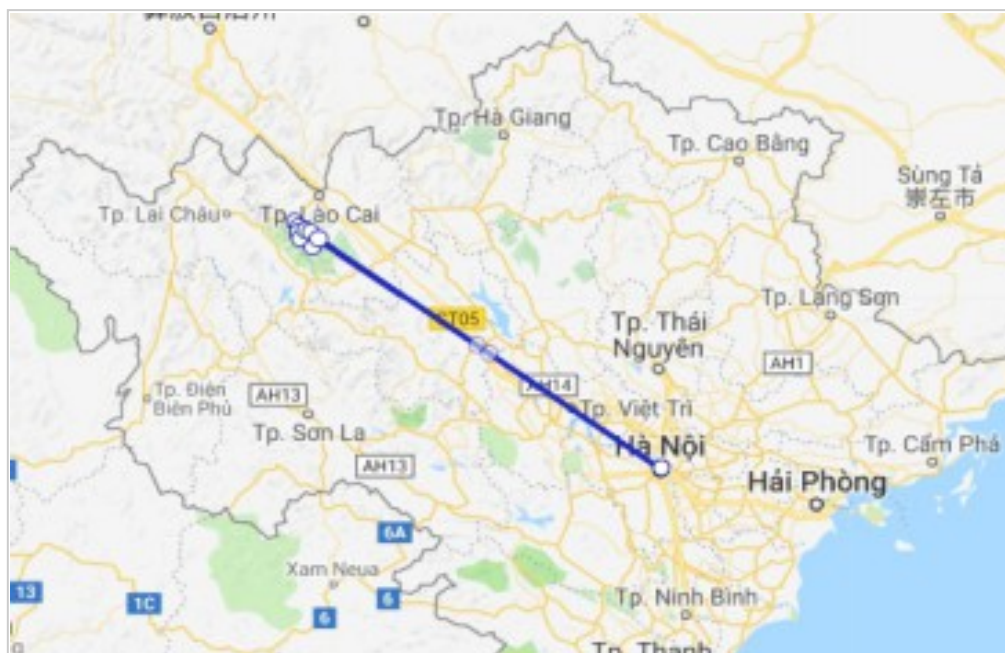 Tp. Hà Giang
Tp. Cao Bằng
Sùng Tả
崇左市
Tp. Lai Châu
Tp. Lào Cai
Tp. Lạng Sơn
CT05
Tp. Thái
Nguyên
AH1
Tp. Điện
Biên Phủ
AH13
AH14
Tp. Việt Trì
Tp. Sơn La
Hà Nội
Tp. Cẩm Phả
AH13
Hải Phòng
6A
Xam Neua
13
1C
6
6
Tp. Ninh Bình
Tp. Thanh